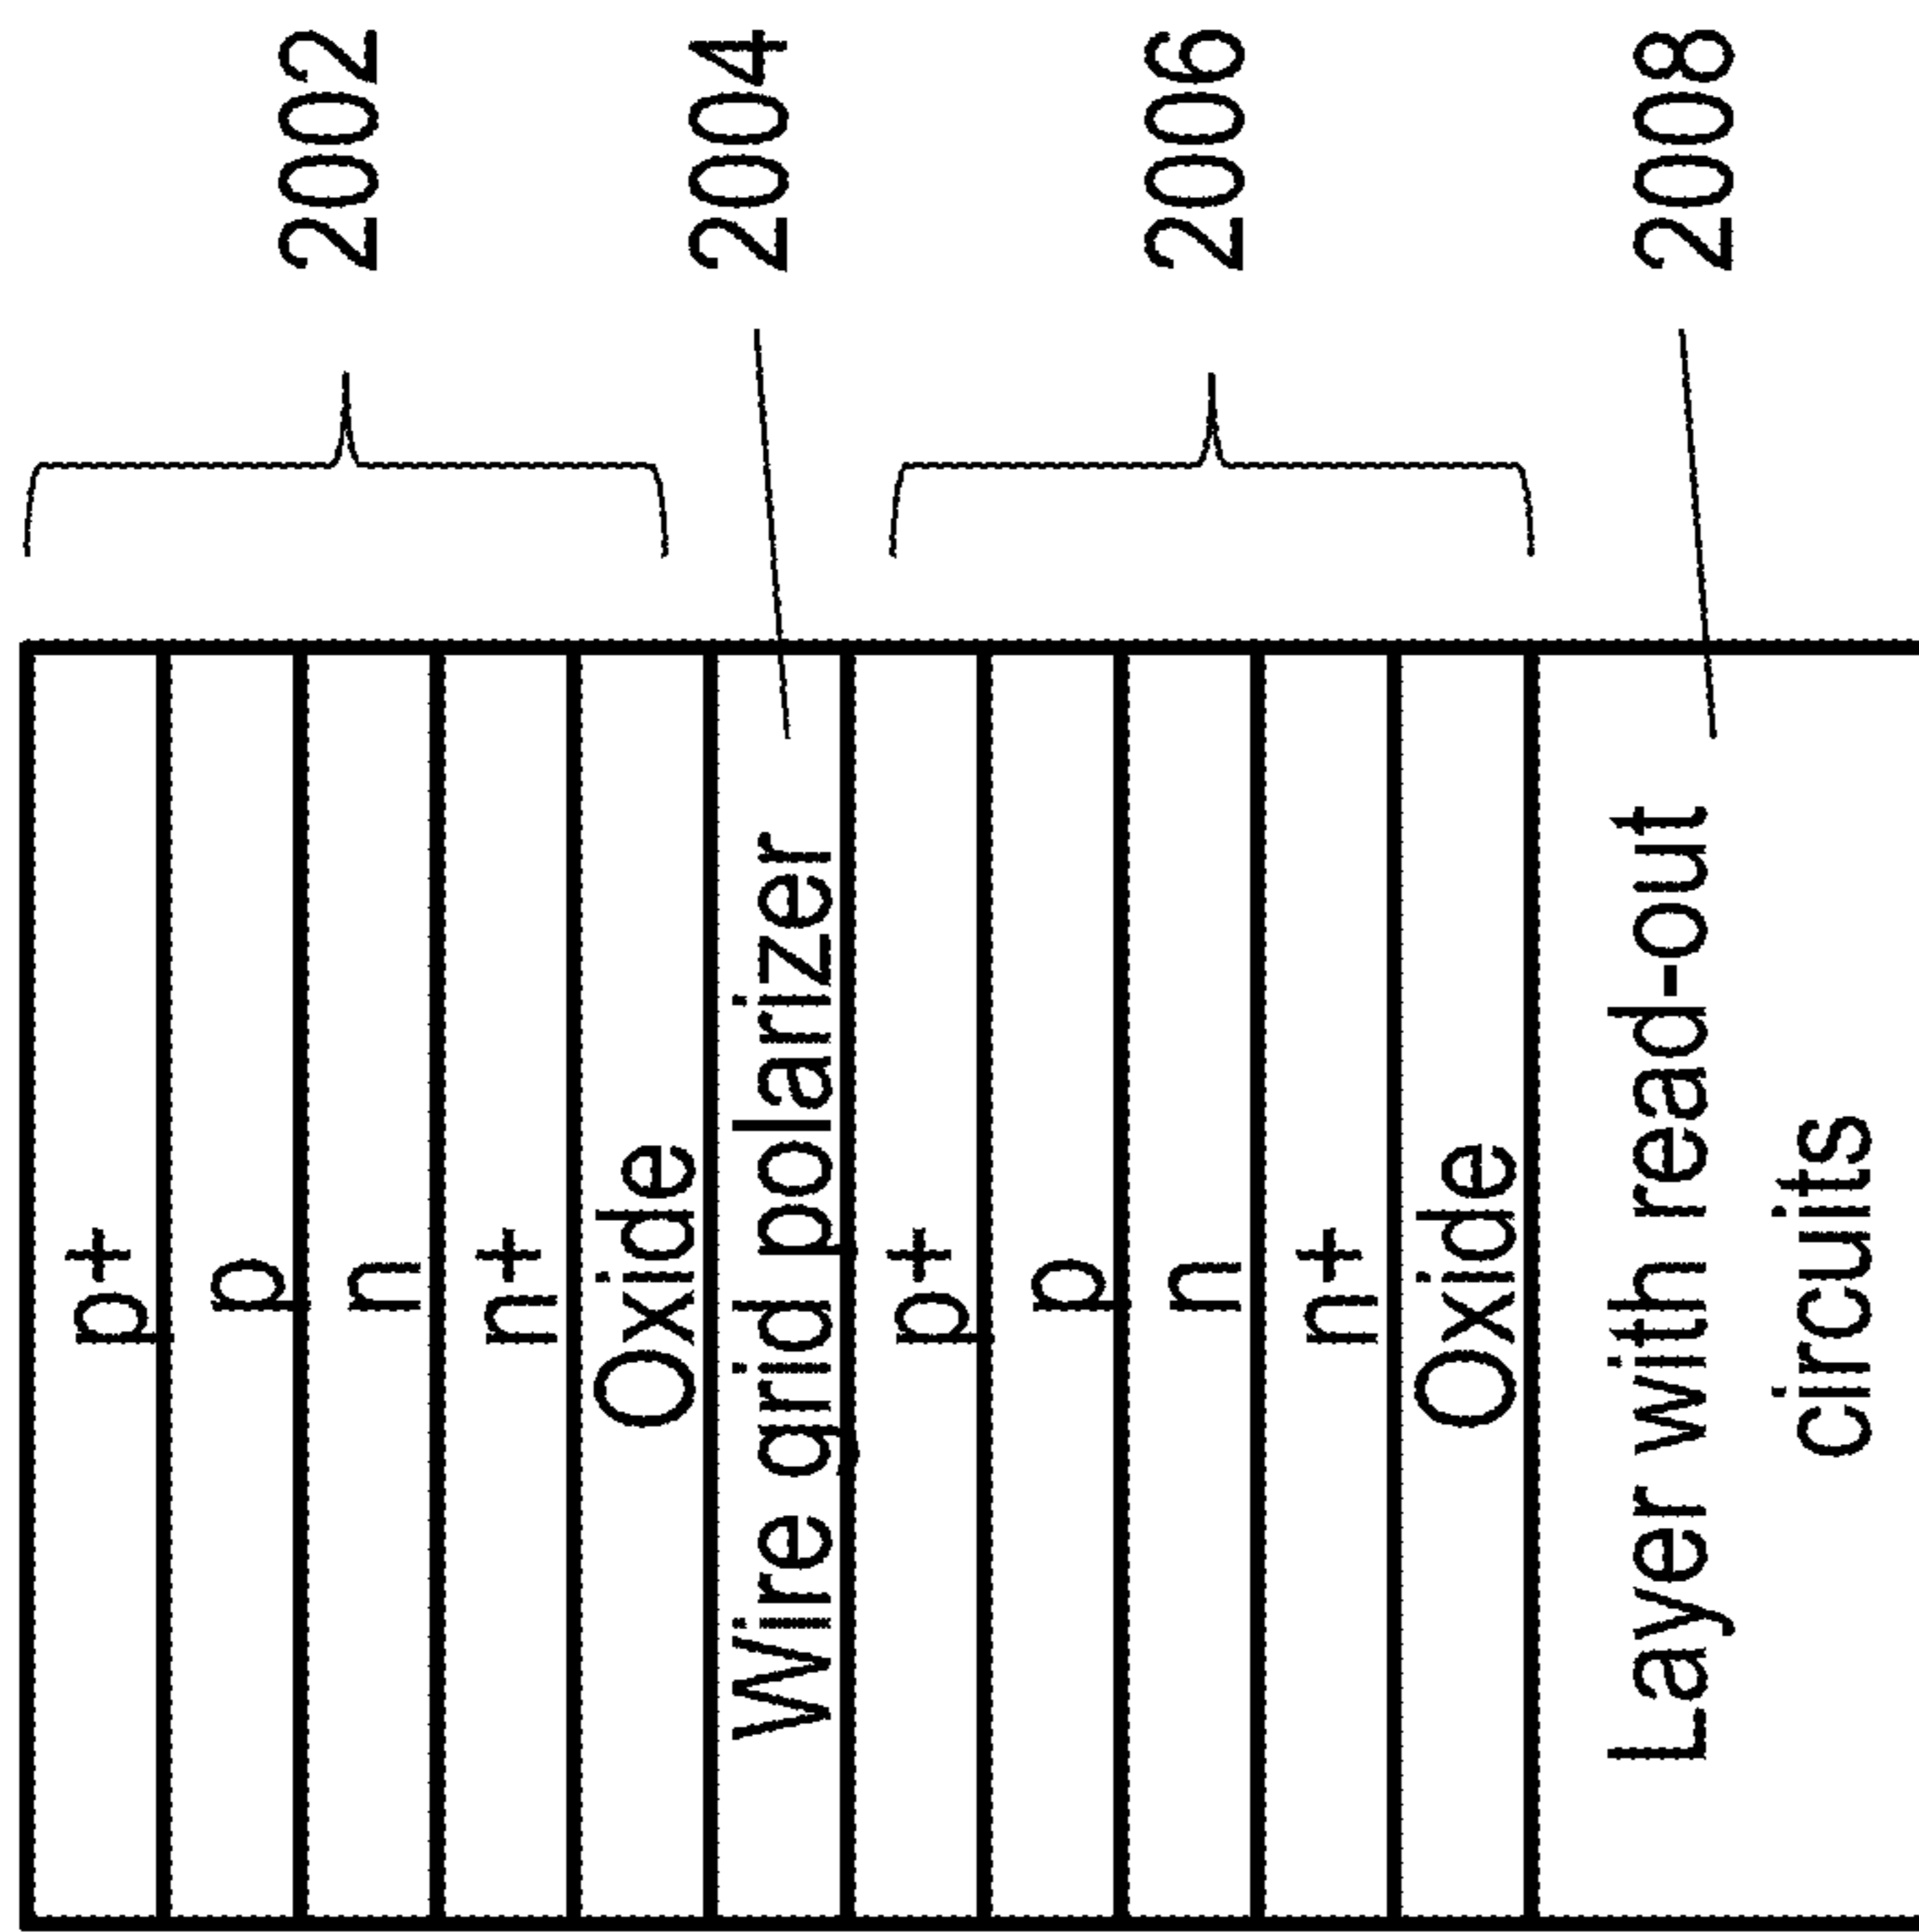 p+
p
n
n+
Oxide
Wire grid polarizer
p+
p
n
n+
Oxide
Layer with read-out
circuits
2002
2004
2006
2008